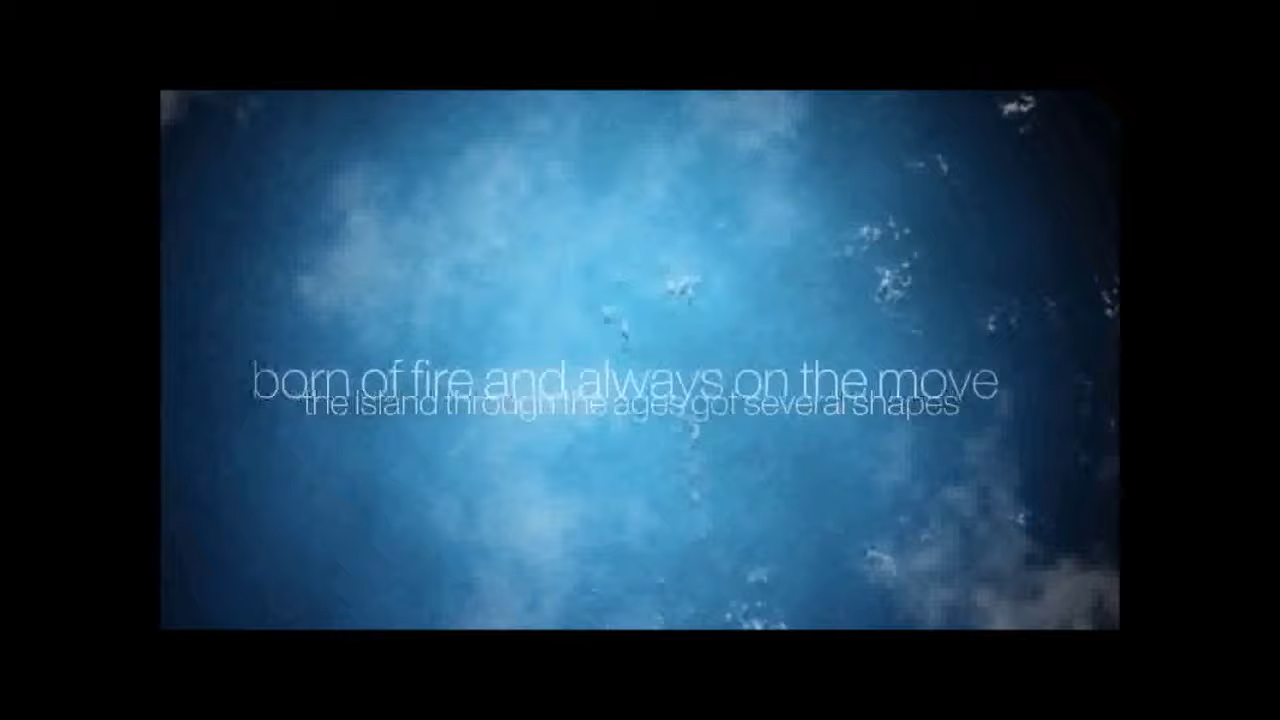 born of fire and always on the move
the island through the ages got several shapes